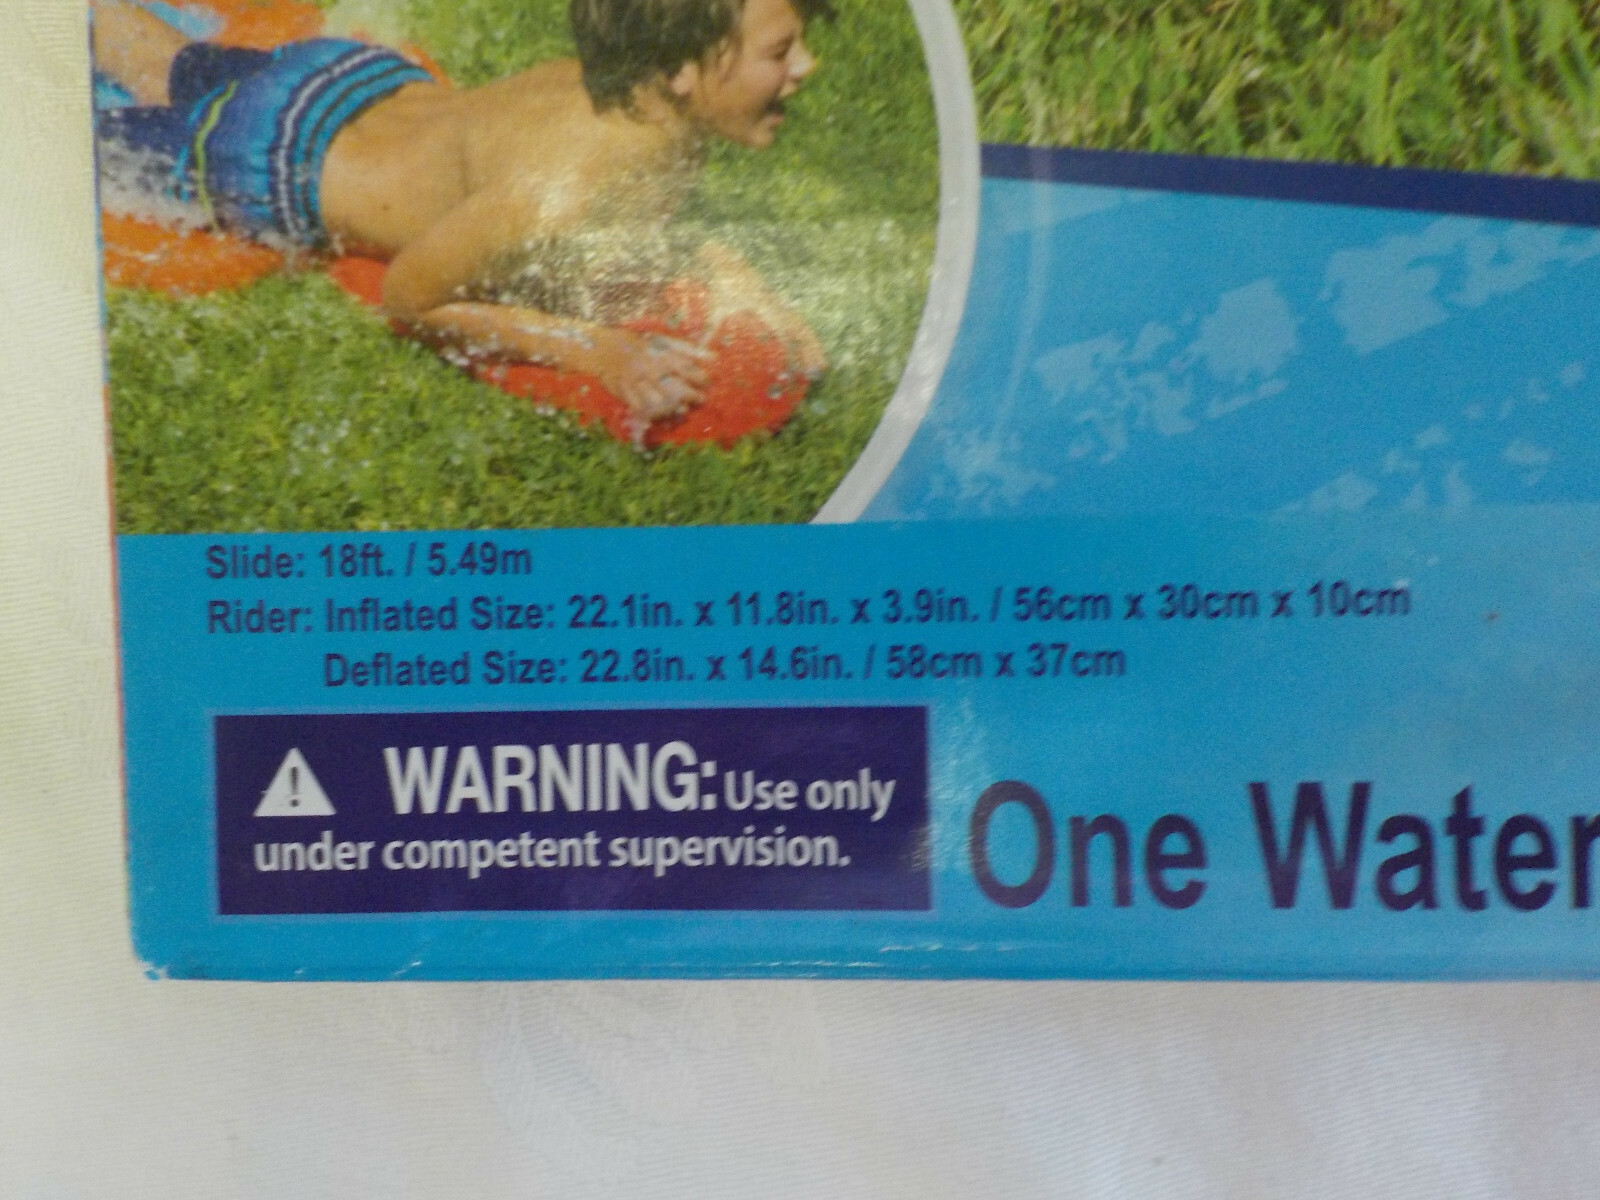 Slide: 18ft. / 5.49m
Rider: Inflated Size: 22.1in. x 11.8in. x 3.9in. / 56cm x 30cm x 10cm
Deflated Size: 22.8in. x 14.6in. / 58cm x 37cm
WARNING: Use only
under competent supervision.
One Water